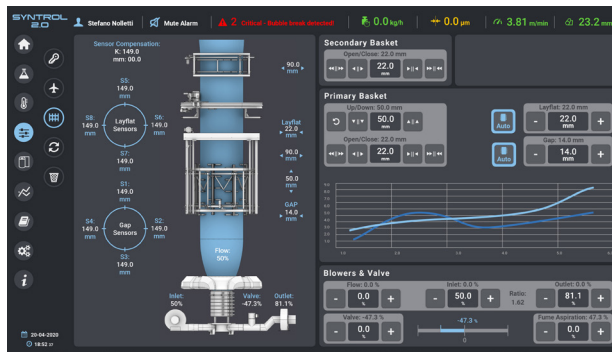 SYNTROL 2.0
Stefano Nolletti
Mute Alarm
2 Critical - Bubble break detected!
0.0 kg/h
0.0 µm
3.81 m/min
23.2 mm
Sensor Compensation:
K: 149.0
mm: 00.0
S5:
149.0
mm
S8:
149.0
mm
Layflat
Sensors
S6:
149.0
mm
S7:
149.0
mm
S1:
149.0
mm
S4:
149.0
mm
Gap
Sensors
S2:
149.0
mm
S3:
149.0
mm
90.0
mm
Layflat
22.0
mm
90.0
mm
50.0
mm
GAP
14.0
mm
Flow:
50%
Inlet:
50%
Valve:
-47.3%
Outlet:
81.1%
Secondary Basket
Open/Close: 22.0 mm
22.0
mm
Primary Basket
Up/Down: 50.0 mm
50.0
mm
Open/Close: 22.0 mm
22.0
mm
Auto
Layflat: 22.0 mm
- 22.0 mm +
Auto
Gap: 14.0 mm
- 14.0 mm +
Blowers & Valve
Flow: 0.0 %
- 0.0 % +
Inlet: 0.0 %
- 50.0 % +
Ratio:
1.62
Outlet: 0.0 %
- 81.1 % +
Valve: -47.3%
- 0.0 % +
-47.3 %
0
Fume Aspiration: 47.3 %
- 0.0 % +
20-04-2020
18:52 37